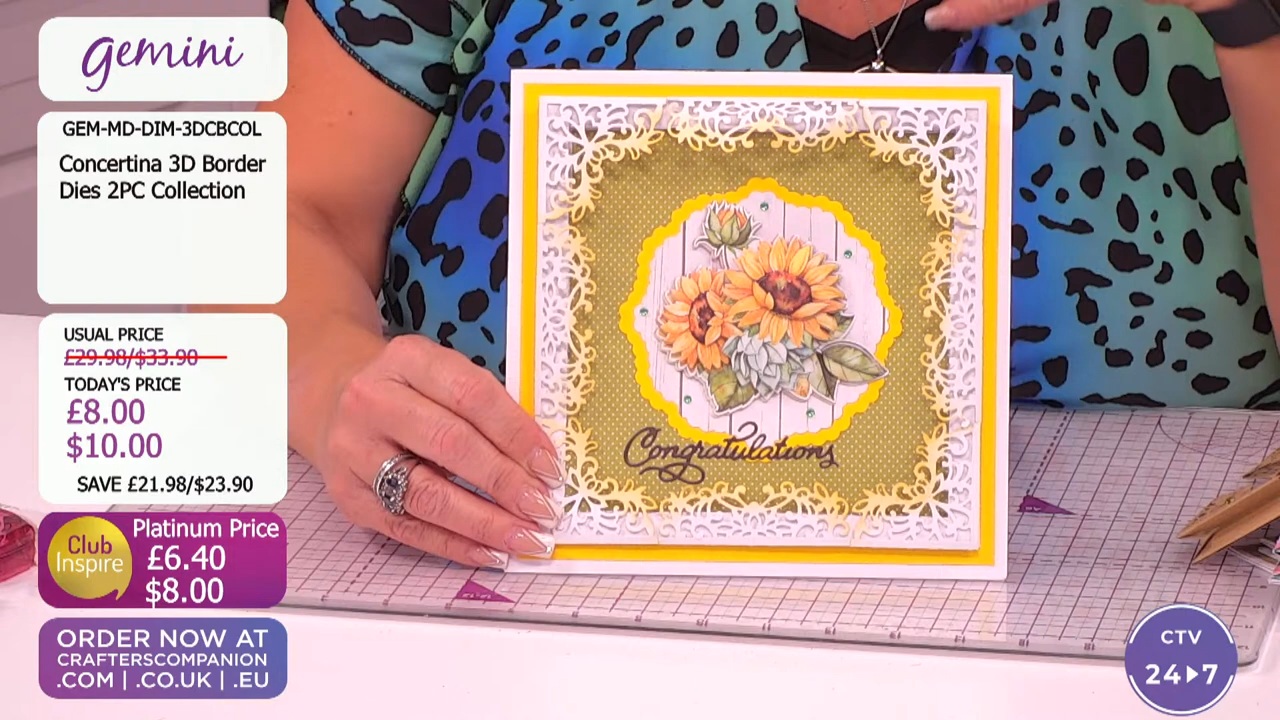 gemini
GEM-MD-DIM-3DCBCOL
Concertina 3D Border
Dies 2PC Collection
USUAL PRICE
£29.98/$33.90
TODAY'S PRICE
£8.00
$10.00
SAVE £21.98/$23.90
Club
Inspire
Platinum Price
£6.40
$8.00
ORDER NOW AT
CRAFTERSCOMPANION
.COM | .CO.UK | .EU
Congratulations
CTV
24▶7